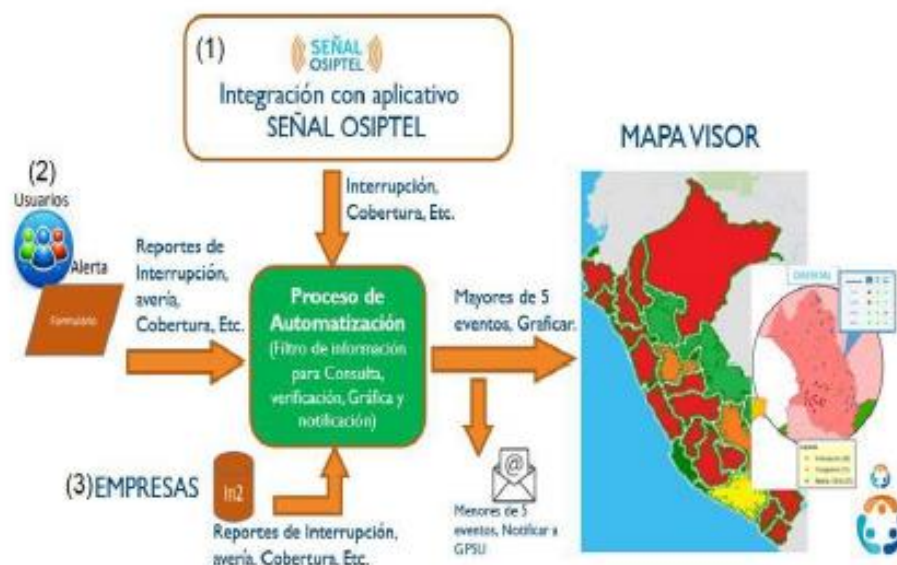 (1)
SEÑAL
OSIPTEL
Integración con aplicativo
SEÑAL OSIPTEL
MAPA VISOR
(2)
Usuarios
Alerta
Formulario
Interrupción,
Cobertura, Etc.
Reportes de
Interrupción,
avería,
Cobertura, Etc.
Proceso de
Automatización
(Filtro de información
para Consulta,
verificación, Gráfica y
notificación)
Mayores de 5
eventos, Graficar.
(3) EMPRESAS
In2
Reportes de Interrupción,
avería, Cobertura, Etc.
@
Menores de 5
eventos, Notificar a
GPSU